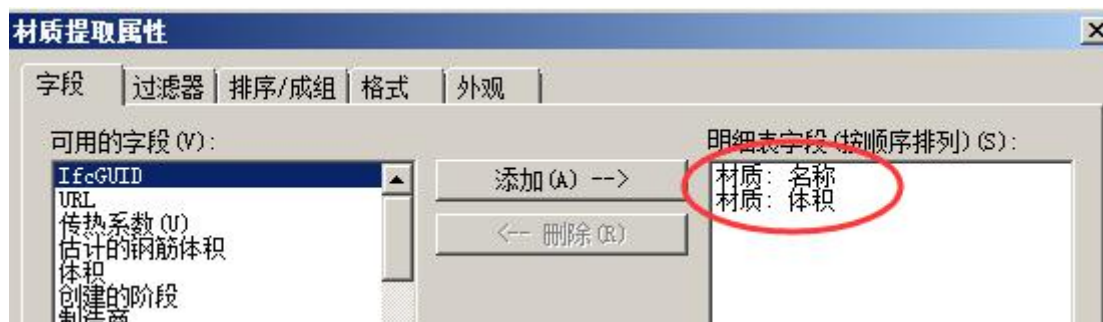 材质提取属性
字段 过滤器 排序/成组 格式 外观
可用的字段(V):
明细表字段(按顺序排列)(S):
IfcGUID
URL
传热系数(U)
估计的钢筋体积
体积
创建的阶段
制造商
添加(A) -->
<-- 删除(R)
材质: 名称
材质: 体积